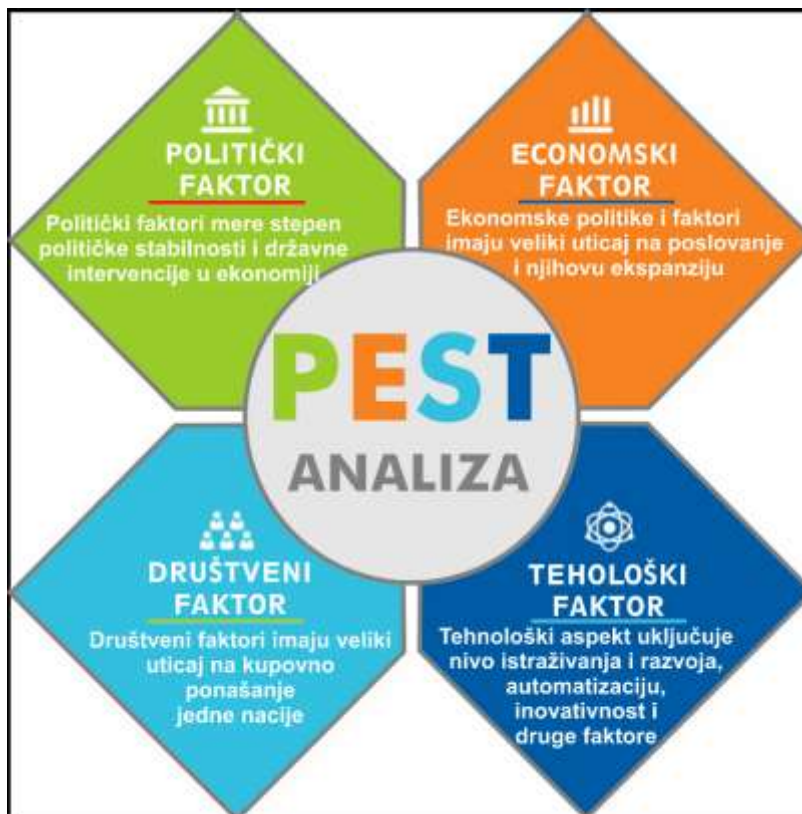 POLITIČKI
FAKTOR
Politički faktori mere stepen
političke stabilnosti i državne
intervencije u ekonomiji
ECONOMSKI
FAKTOR
Ekonomske politike i faktori
imaju veliki uticaj na poslovanje
i njihovu ekspanziju
PEST
ANALIZA
DRUŠTVENI
FAKTOR
Društveni faktori imaju veliki
uticaj na kupovno
ponašanje
jedne nacije
TEHOLOŠKI
FAKTOR
Tehnološki aspekt uključuje
nivo istraživanja i razvoja,
automatizaciju,
inovativnost i
druge faktore